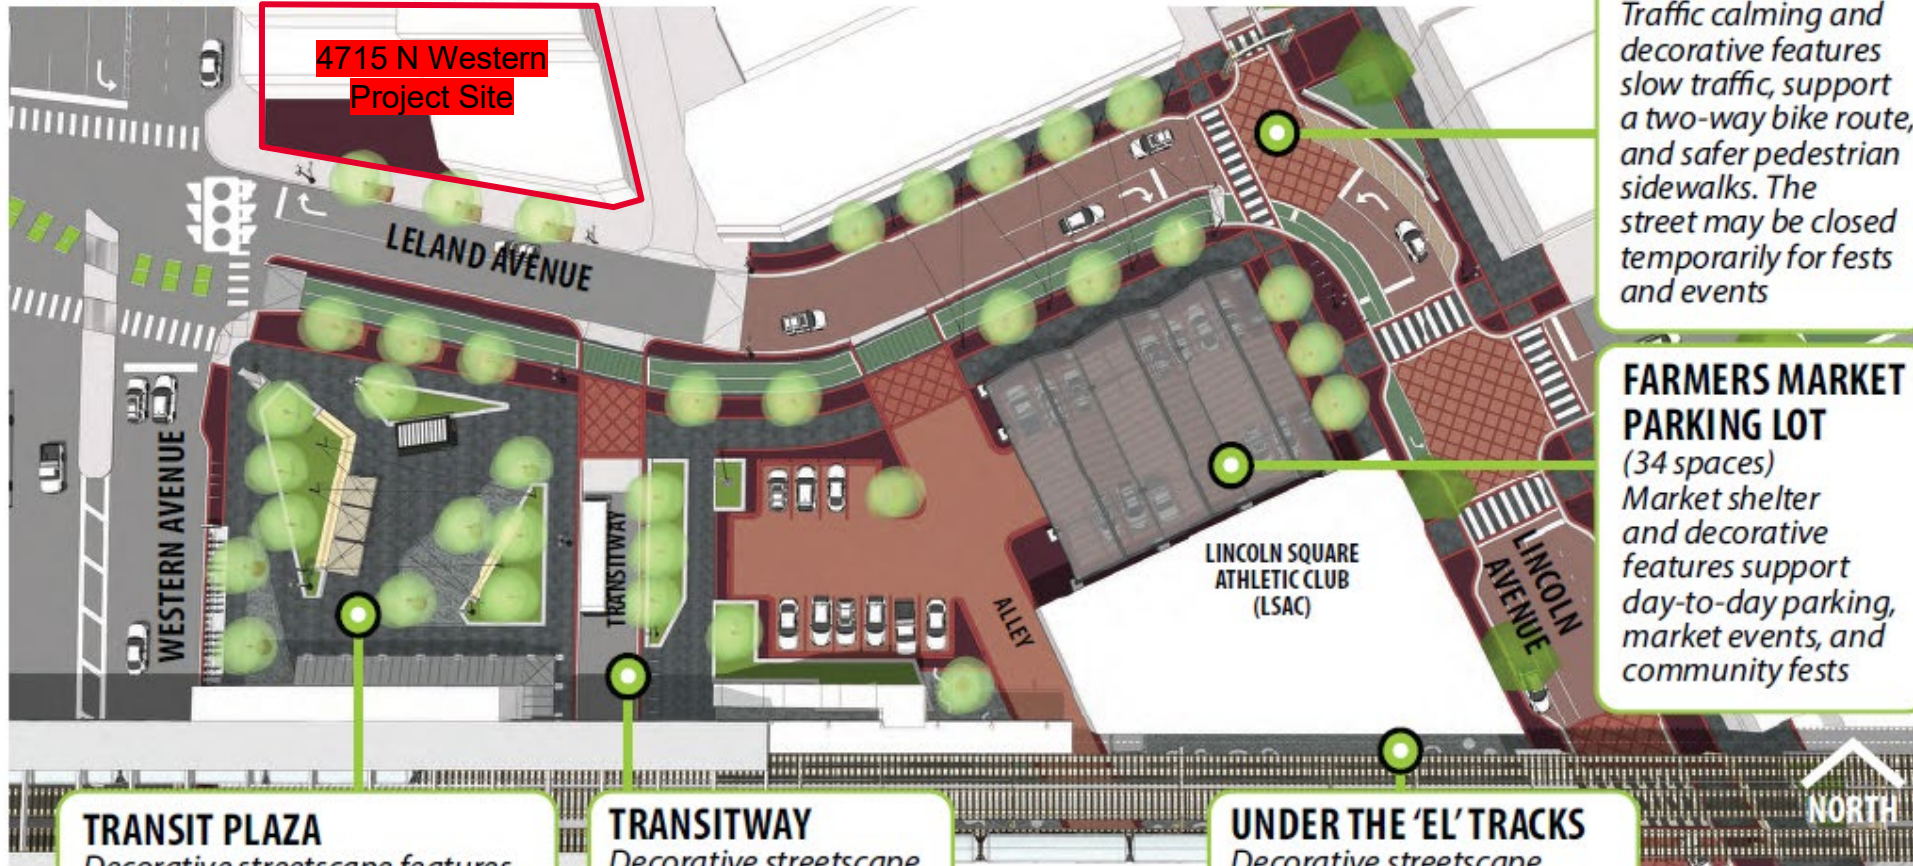 4715 N Western
Project Site
Traffic calming and
decorative features
slow traffic, support
a two-way bike route,
and safer pedestrian
sidewalks. The
street may be closed
temporarily for fests
and events
LELAND AVENUE
FARMERS MARKET
PARKING LOT
(34 spaces)
Market shelter
and decorative
features support
day-to-day parking,
market events, and
community fests
WESTERN AVENUE
TRANSITWAY
LINCOLN SQUARE
ATHLETIC CLUB
(LSAC)
ALLEY
LINCOLN
AVENUE
NORTH
TRANSIT PLAZA
Decorative streetscape features
TRANSITWAY
Decorative streetscape
UNDER THE ‘EL’ TRACKS
Decorative streetscape